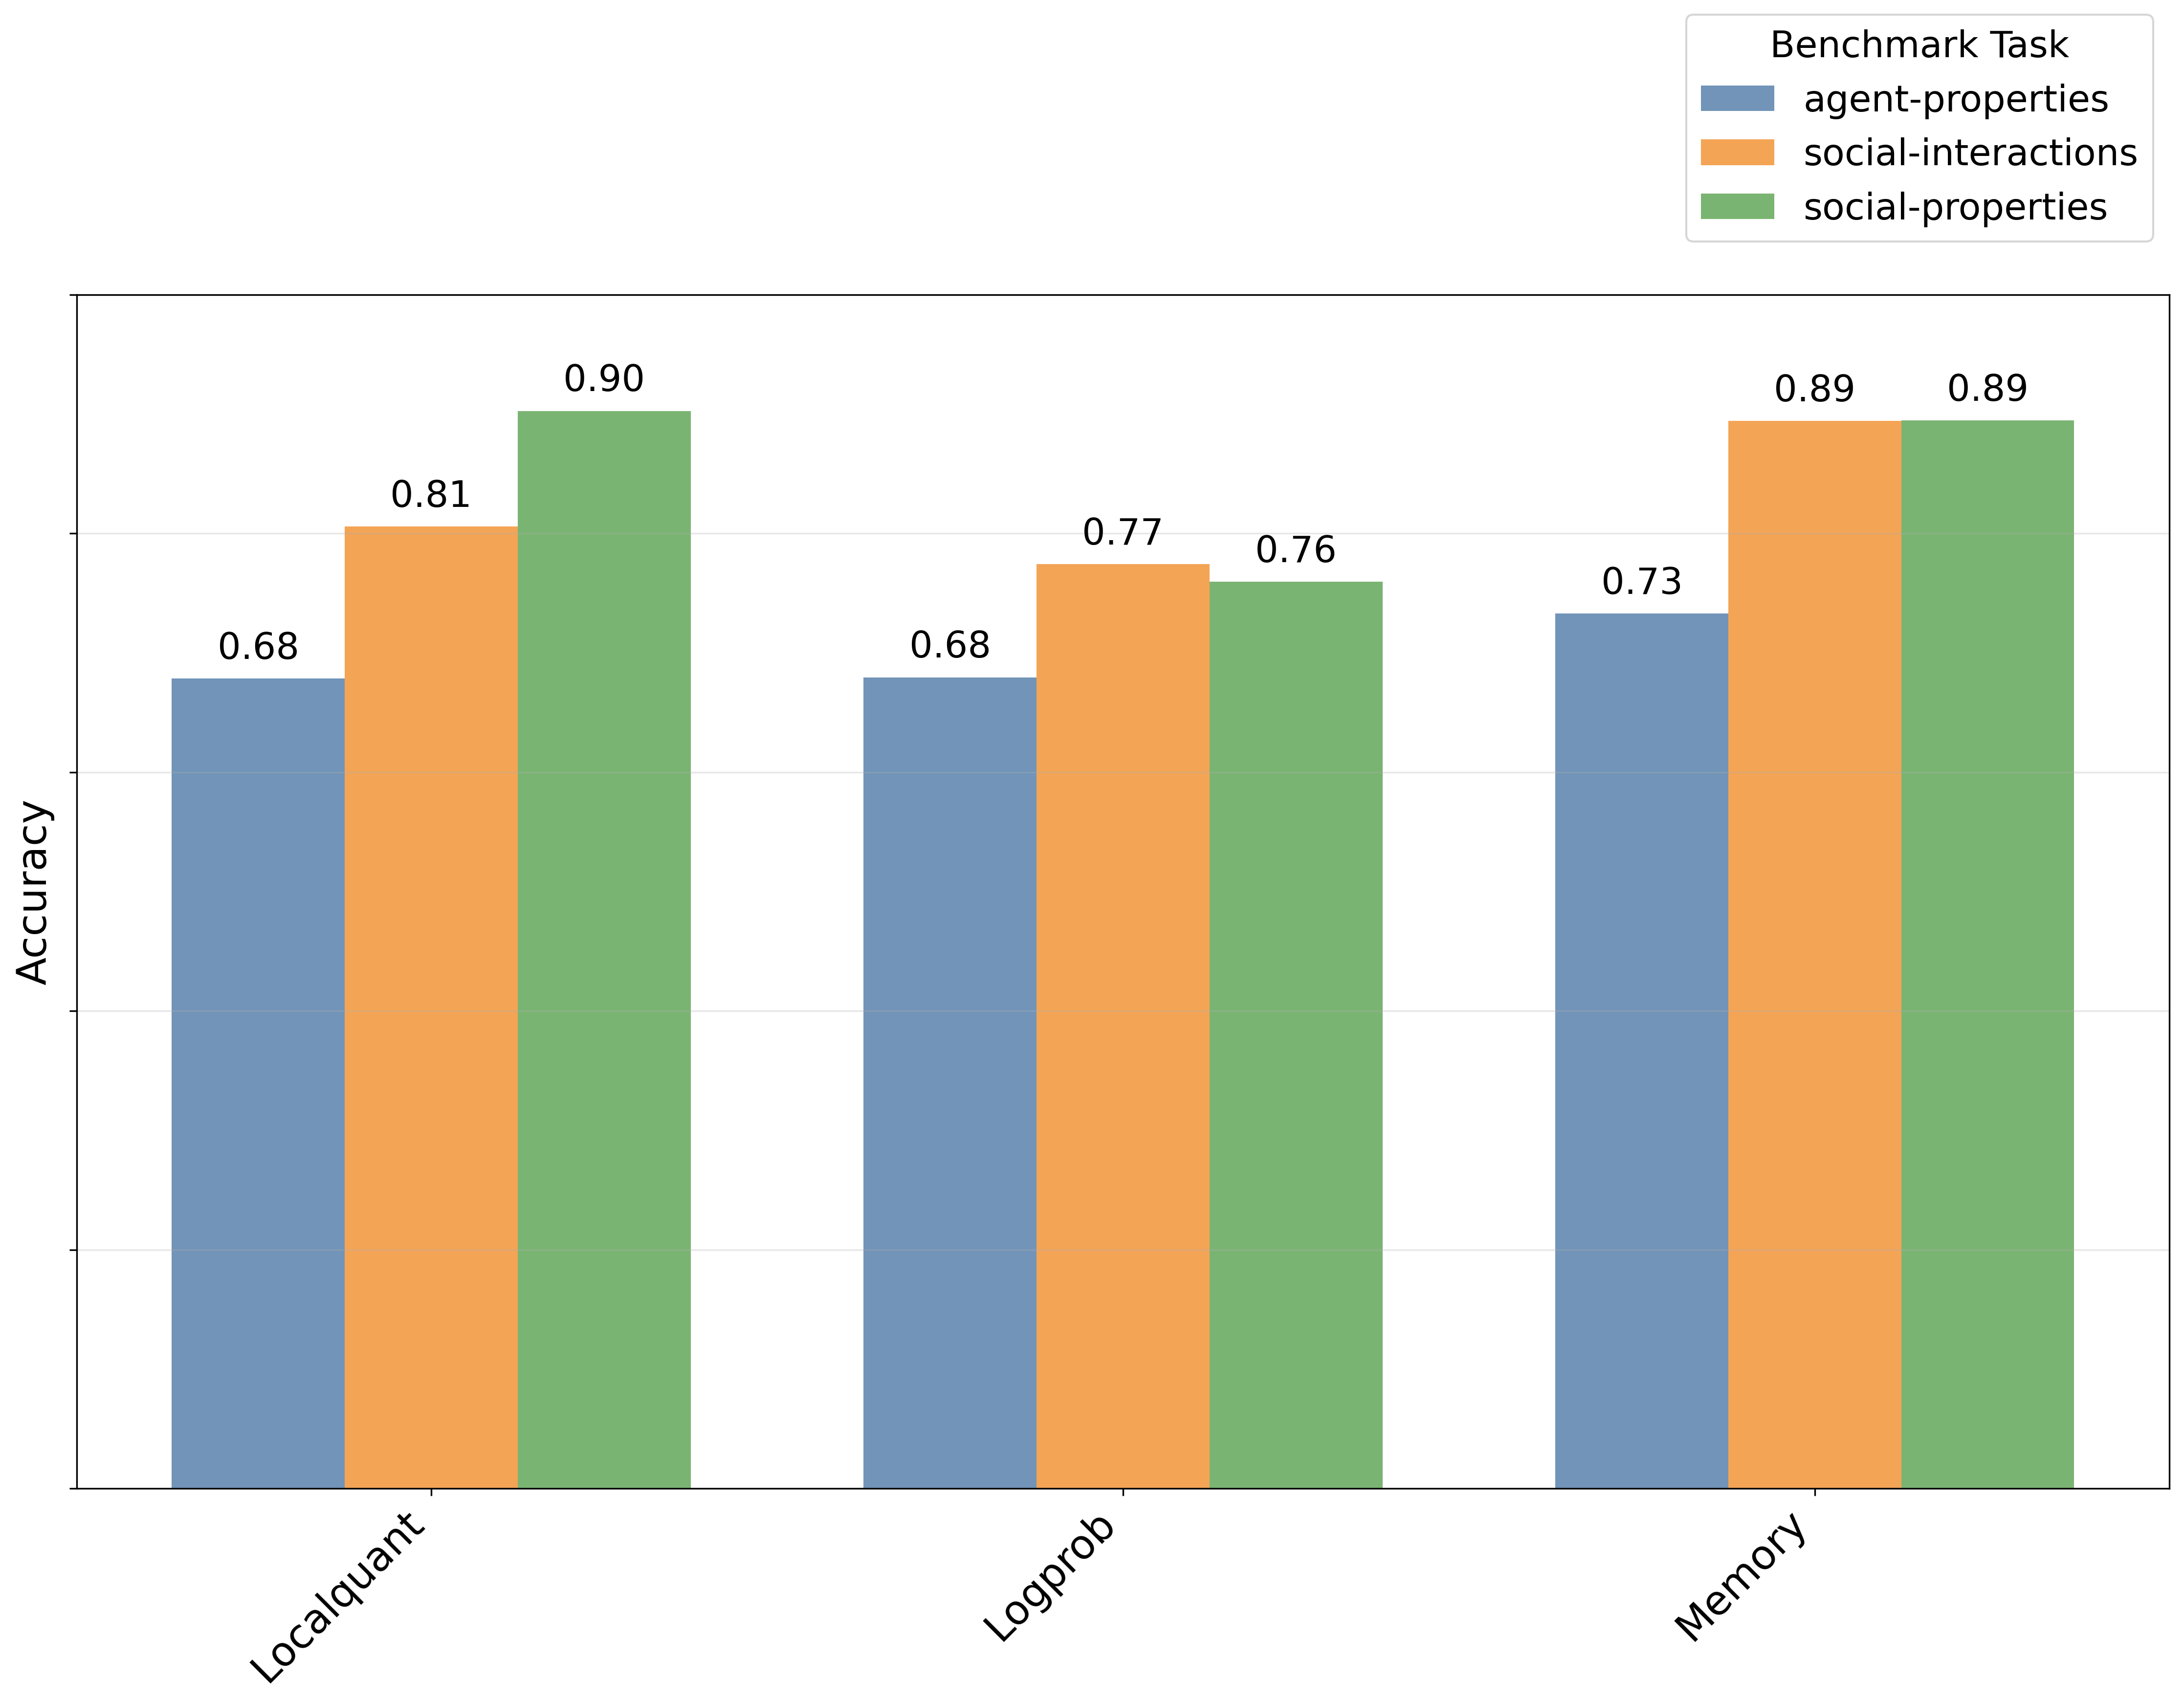 Benchmark Task
agent-properties
social-interactions
social-properties
Accuracy
0.68
0.81
0.90
0.68
0.77
0.76
0.73
0.89
0.89
Localquant
Logprob
Memory